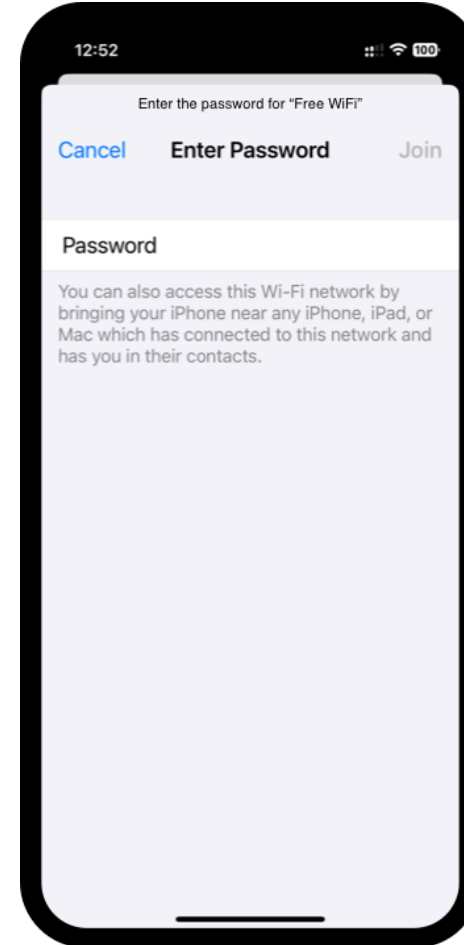 12:52
100
Enter the password for “Free WiFi”
Cancel Enter Password Join
Password
You can also access this Wi-Fi network by
bringing your iPhone near any iPhone, iPad, or
Mac which has connected to this network and
has you in their contacts.